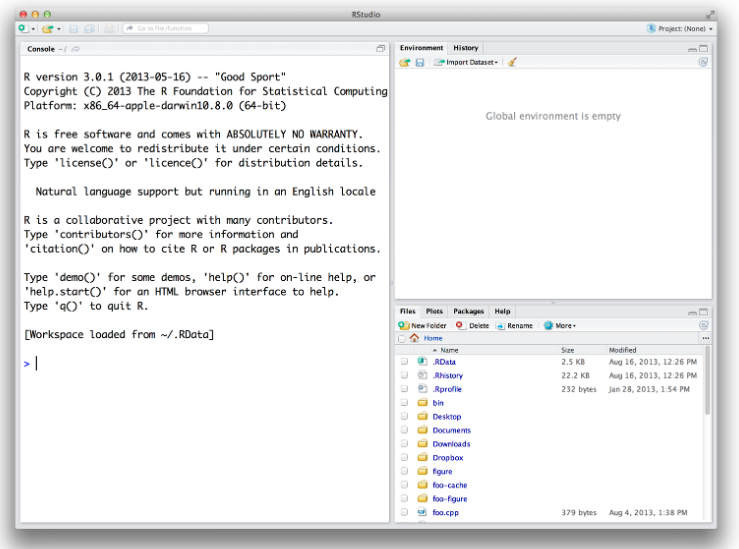 RStudio
Go to file/function
Project: (None)
Console ~/
R version 3.0.1 (2013-05-16) -- "Good Sport"
Copyright (C) 2013 The R Foundation for Statistical Computing
Platform: x86_64-apple-darwin10.8.0 (64-bit)
R is free software and comes with ABSOLUTELY NO WARRANTY.
You are welcome to redistribute it under certain conditions.
Type 'license()' or 'licence()' for distribution details.
Natural language support but running in an English locale
R is a collaborative project with many contributors.
Type 'contributors()' for more information and
'citation()' on how to cite R or R packages in publications.
Type 'demo()' for some demos, 'help()' for on-line help, or
'help.start()' for an HTML browser interface to help.
Type 'q()' to quit R.
[Workspace loaded from ~/.RData]
>
Environment History
Import Dataset
Global environment is empty
Files Plots Packages Help
New Folder Delete Rename More
Home ...
Name Size Modified
.RData 2.5 KB Aug 16, 2013, 12:26 PM
.Rhistory 22.2 KB Aug 16, 2013, 12:26 PM
.Rprofile 232 bytes Jan 28, 2013, 1:54 PM
bin
Desktop
Documents
Downloads
Dropbox
figure
foo-cache
foo-figure
foo.cpp 379 bytes Aug 4, 2013, 1:38 PM